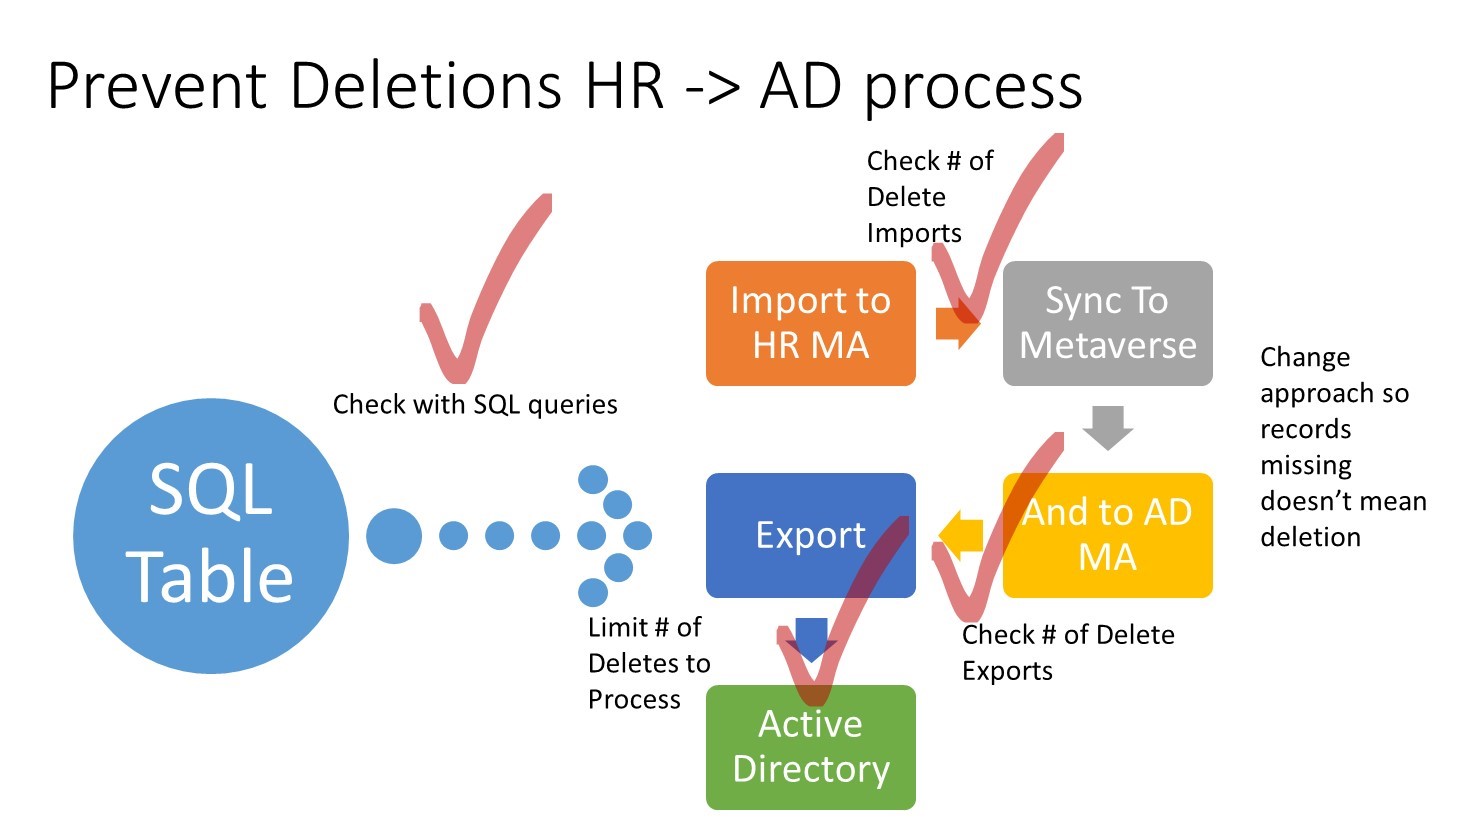 Prevent Deletions HR -> AD process
Check # of
Delete
Imports
Import to
HR MA
Sync To
Metaverse
Change
approach so
records
missing
doesn’t mean
deletion
Check with SQL queries
SQL
Table
Export
And to AD
MA
Limit # of
Deletes to
Process
Check # of Delete
Exports
Active
Directory